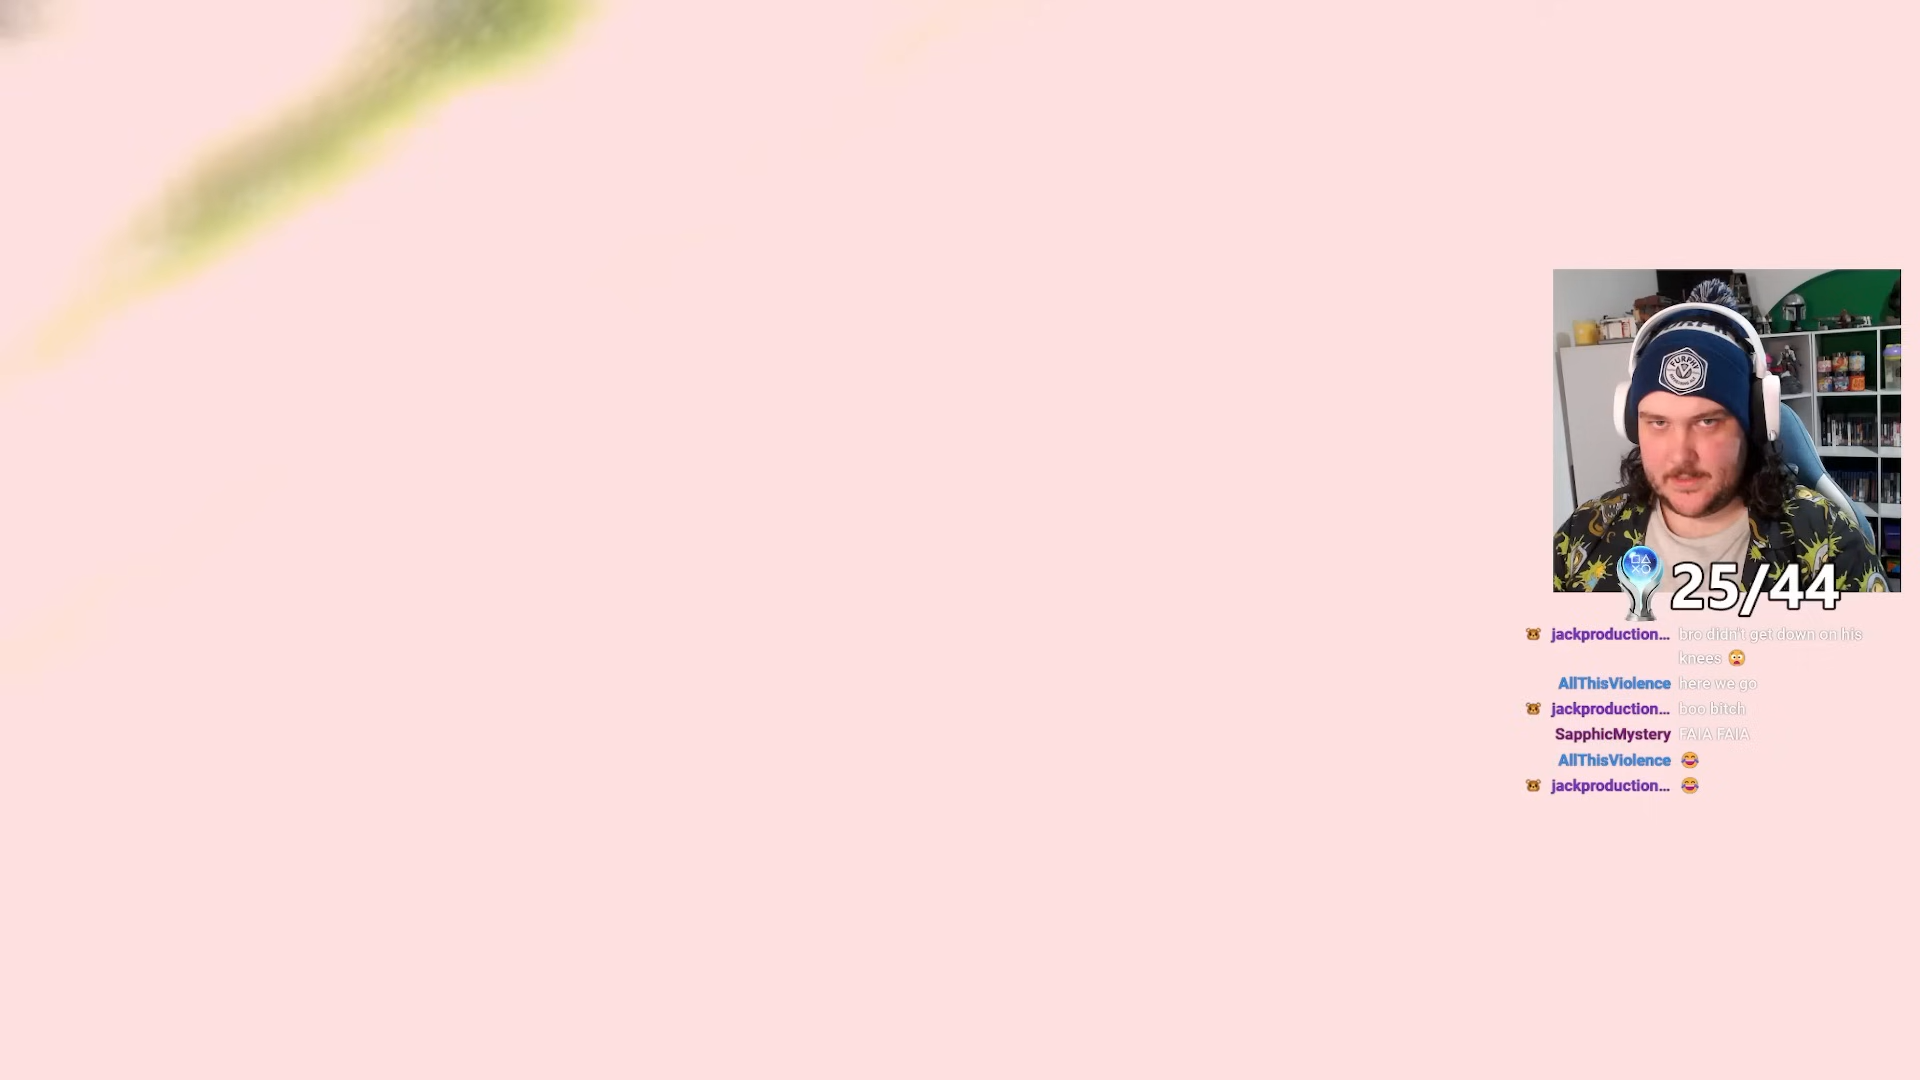 FURPHY
25/44
jackproduction... bro didn't get down on his
knees 😳
AllThisViolence here we go
jackproduction... boo bitch
SapphicMystery FAIA FAIA
AllThisViolence 😂
jackproduction... 😂